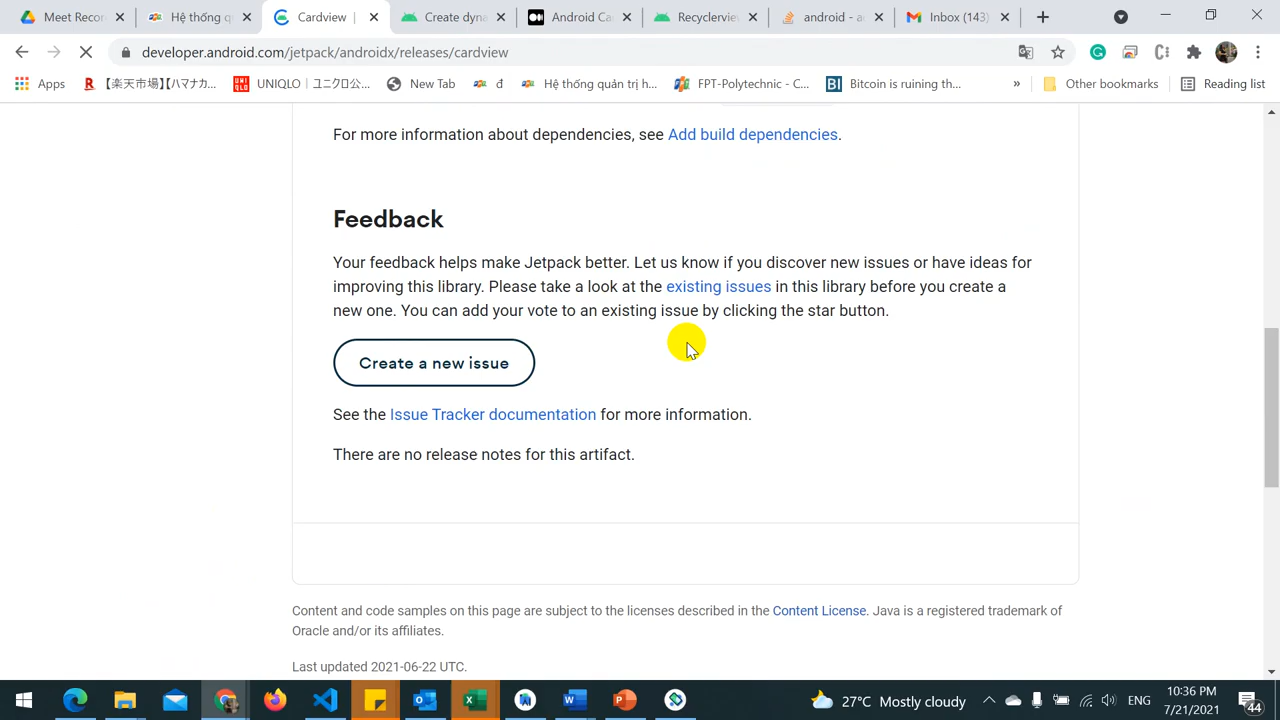 Meet Recor
Hệ thống qu
Cardview |
Create dyna
Android Ca
Recyclervie
android - a
Inbox (143)
developer.android.com/jetpack/androidx/releases/cardview
Apps
【楽天市場】【ハマナカ...
UNIQLO | ユニクロ公...
New Tab
đ
Hệ thống quản trị h...
FPT-Polytechnic - C...
BI
Bitcoin is ruining th...
»
Other bookmarks
Reading list
For more information about dependencies, see Add build dependencies.
Feedback
Your feedback helps make Jetpack better. Let us know if you discover new issues or have ideas for
improving this library. Please take a look at the existing issues in this library before you create a
new one. You can add your vote to an existing issue by clicking the star button.
Create a new issue
See the Issue Tracker documentation for more information.
There are no release notes for this artifact.
Content and code samples on this page are subject to the licenses described in the Content License. Java is a registered trademark of
Oracle and/or its affiliates.
Last updated 2021-06-22 UTC.
27°C Mostly cloudy
ENG
10:36 PM
7/21/2021
44